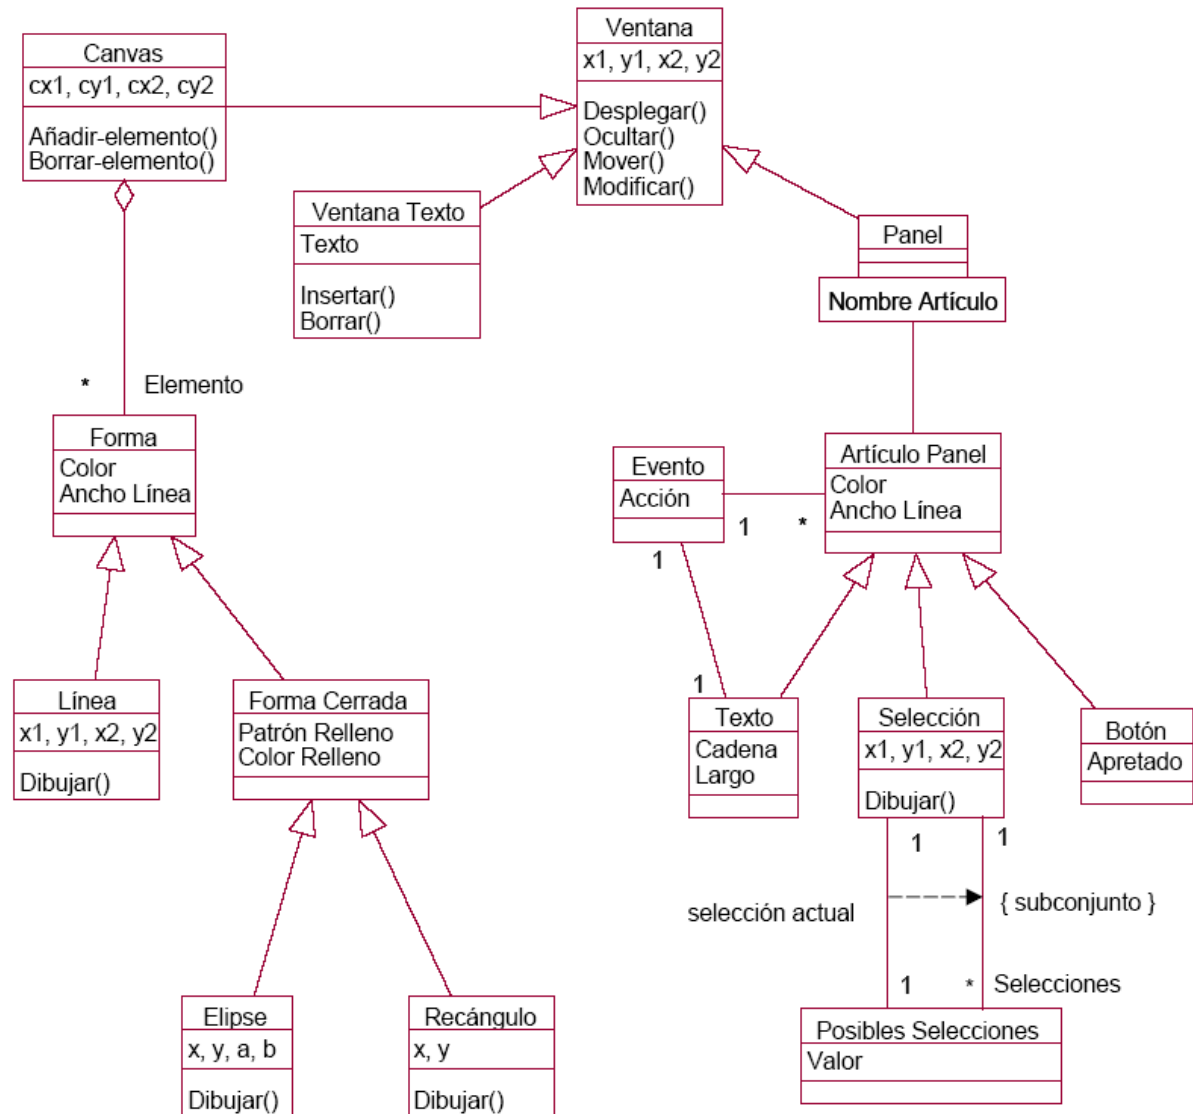 Ventana
x1, y1, x2, y2
Desplegar()
Ocultar()
Mover()
Modificar()
Canvas
cx1, cy1, cx2, cy2
Añadir-elemento()
Borrar-elemento()
Ventana Texto
Texto
Insertar()
Borrar()
Panel
Nombre Artículo
* Elemento
Forma
Color
Ancho Línea
Evento
Acción
1 *
1
Artículo Panel
Color
Ancho Línea
Línea
x1, y1, x2, y2
Dibujar()
Forma Cerrada
Patrón Relleno
Color Relleno
1
Texto
Cadena
Largo
Selección
x1, y1, x2, y2
Dibujar()
Botón
Apretado
1 1
selección actual { subconjunto }
1 * Selecciones
Elipse
x, y, a, b
Dibujar()
Recángulo
x, y
Dibujar()
Posibles Selecciones
Valor